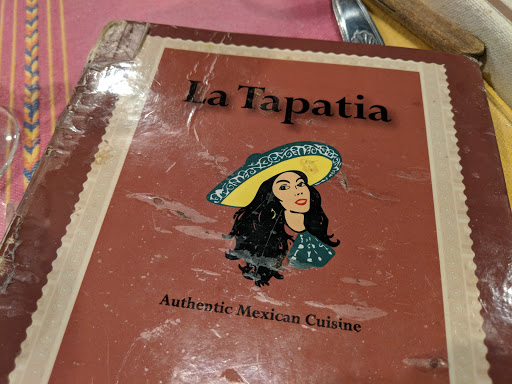 La Tapatia
Authentic Mexican Cuisine